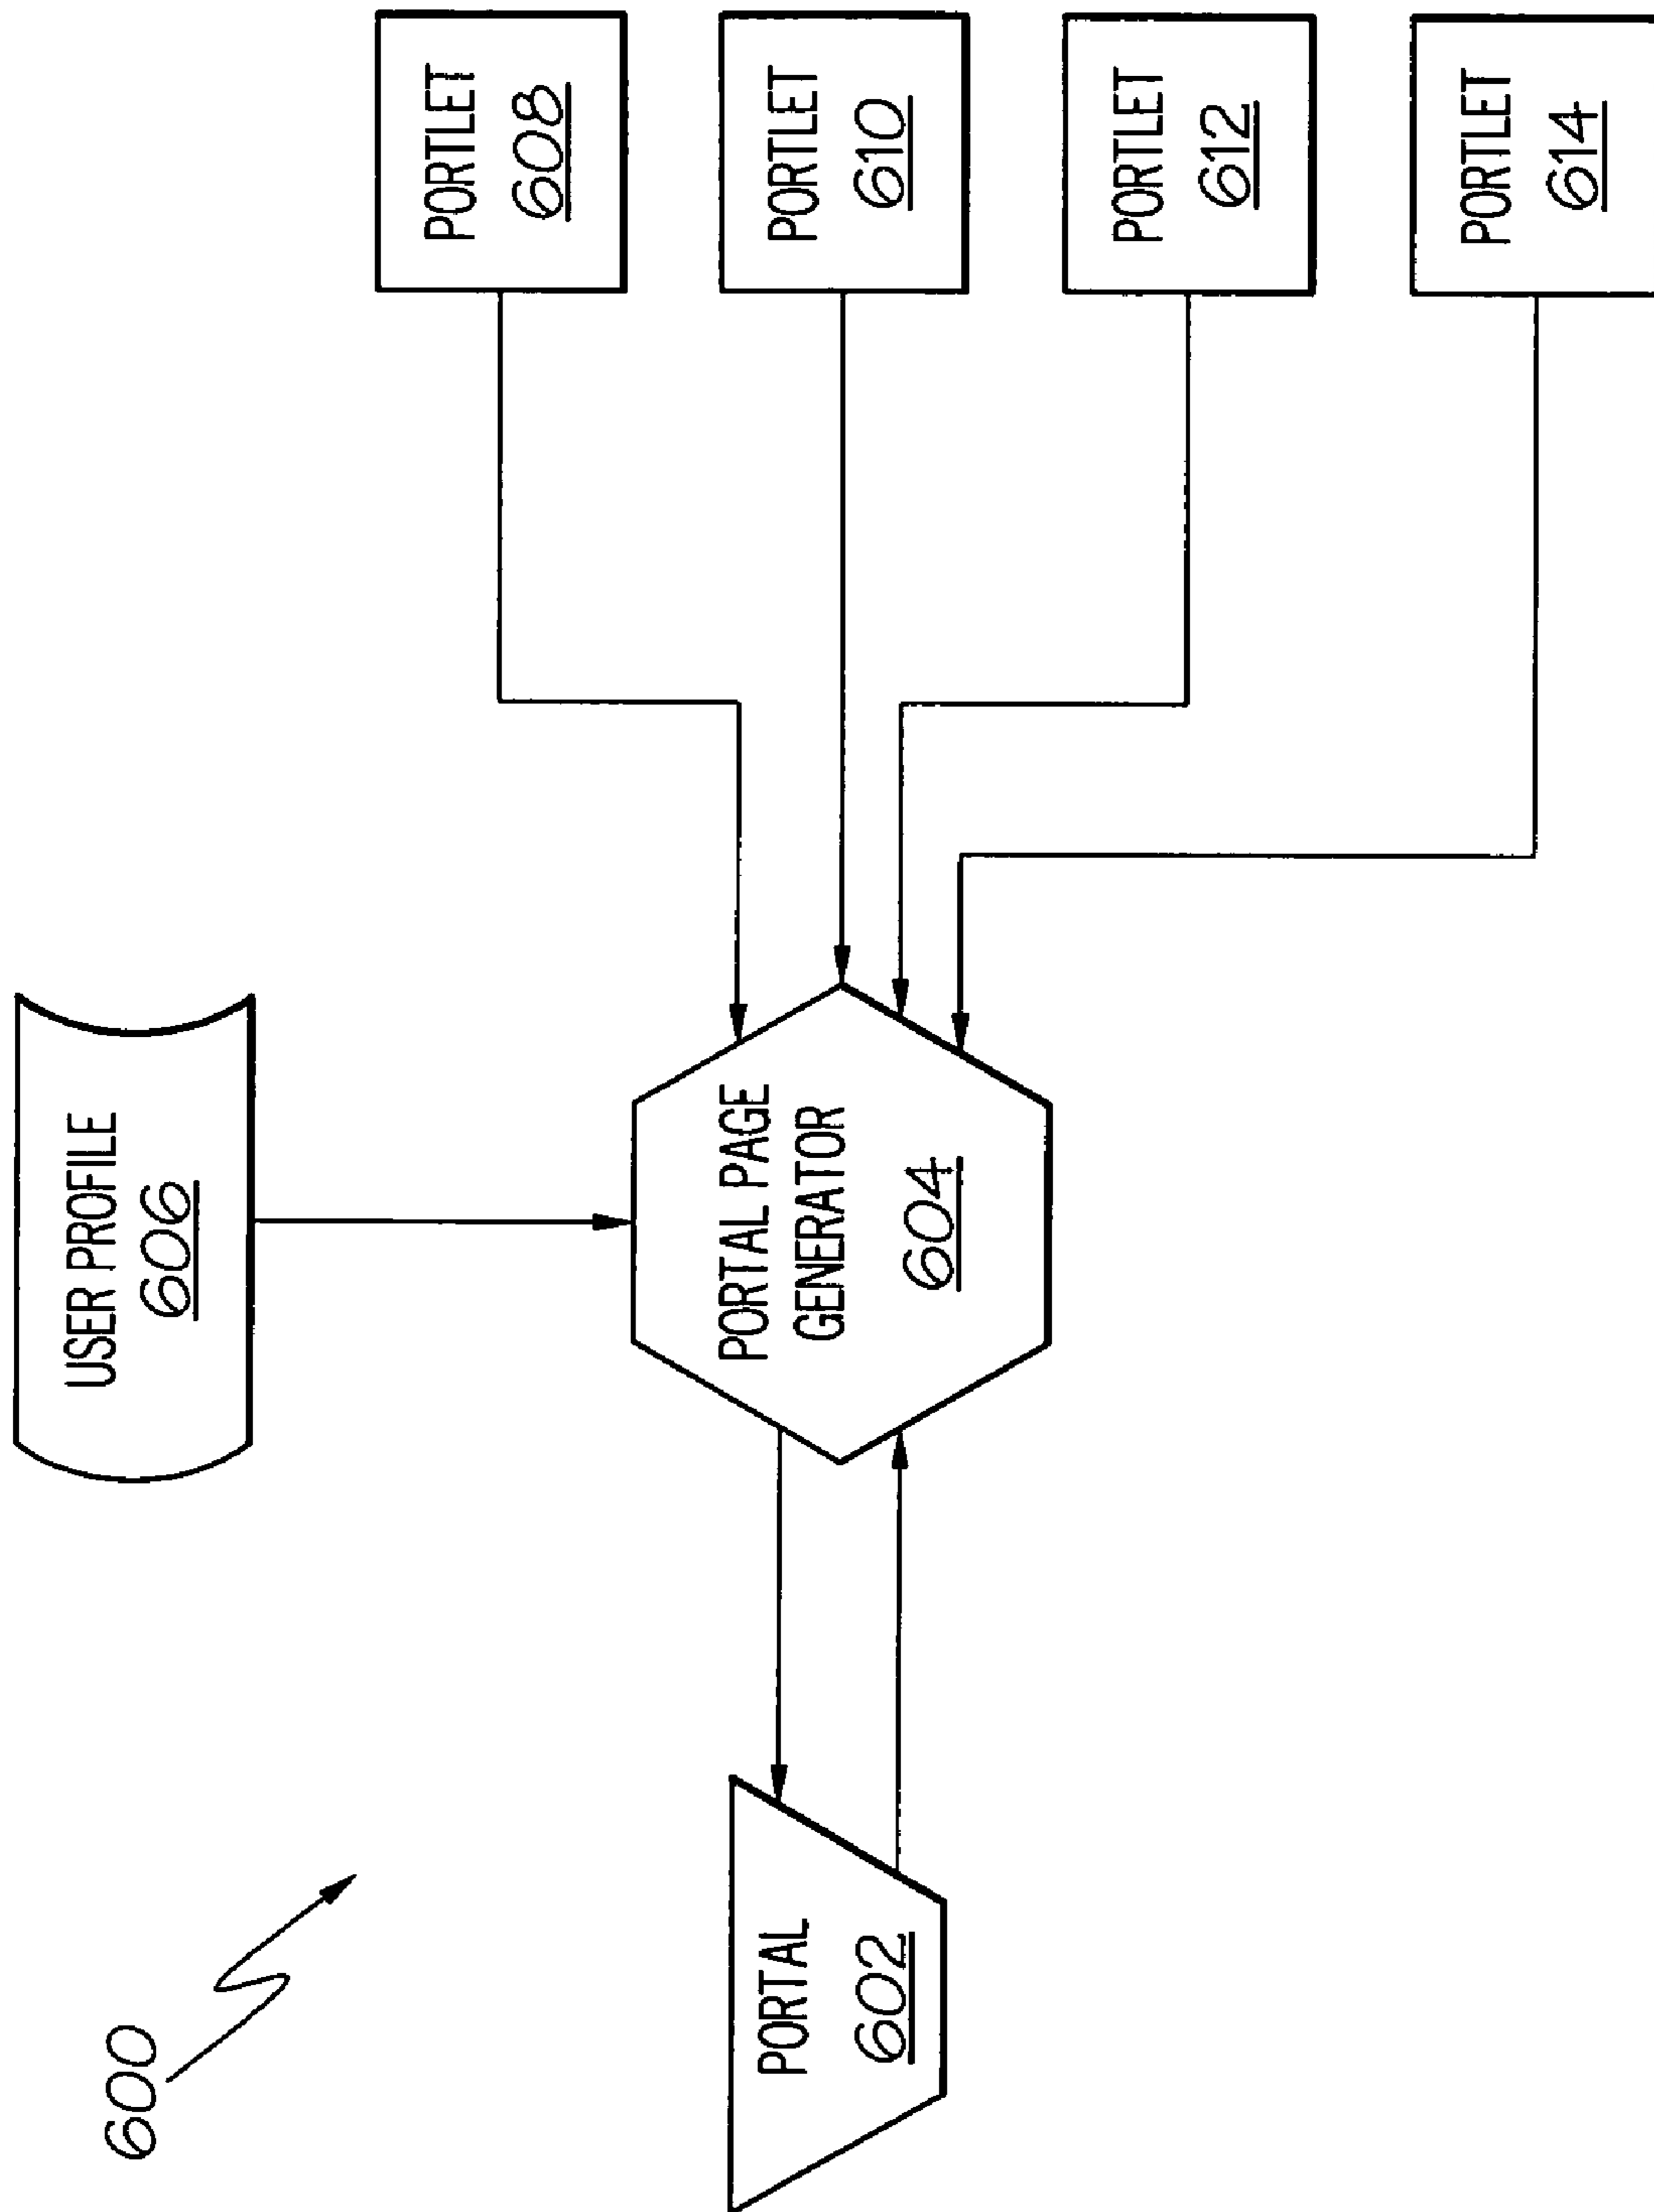 600
USER PROFILE
606
PORTAL
602
PORTAL PAGE
GENERATOR
604
PORTLET
608
PORTLET
610
PORTLET
612
PORTLET
614